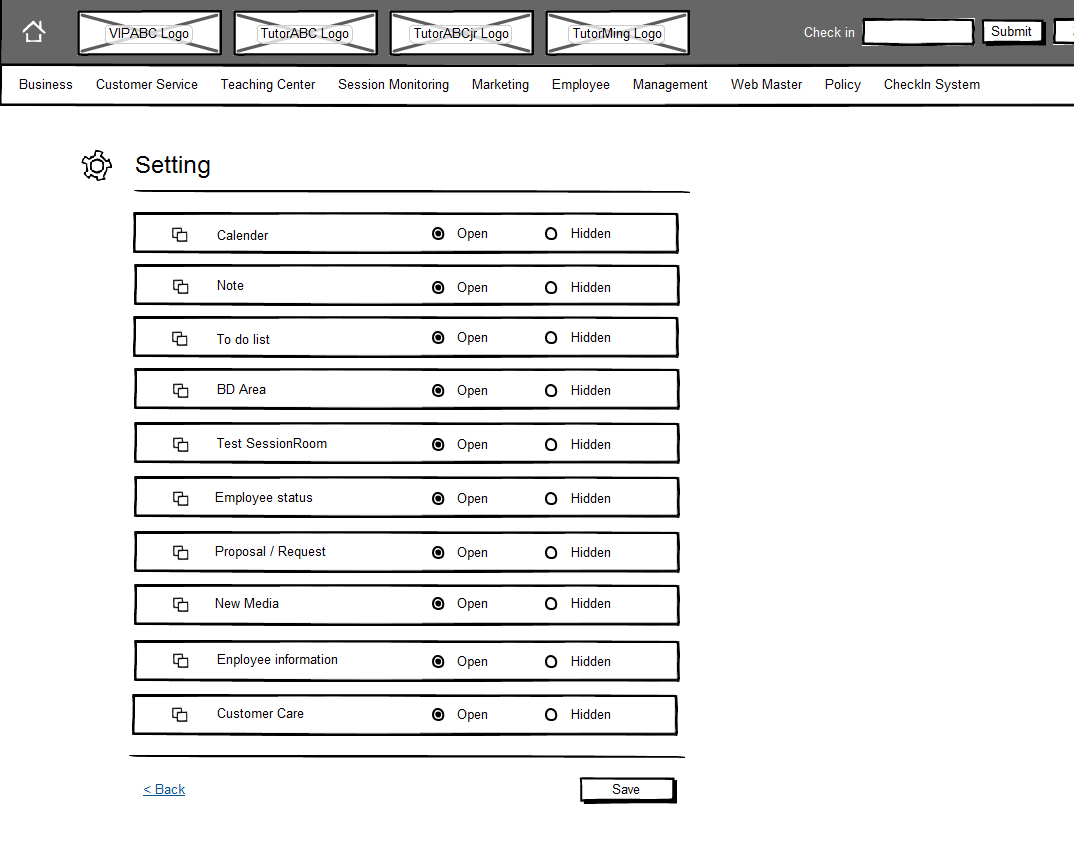 VIPABC Logo TutorABC Logo TutorABCjr Logo TutorMing Logo Check in Submit
Business Customer Service Teaching Center Session Monitoring Marketing Employee Management Web Master Policy CheckIn System
Setting
Calender Open Hidden
Note Open Hidden
To do list Open Hidden
BD Area Open Hidden
Test SessionRoom Open Hidden
Employee status Open Hidden
Proposal / Request Open Hidden
New Media Open Hidden
Enployee information Open Hidden
Customer Care Open Hidden
< Back Save